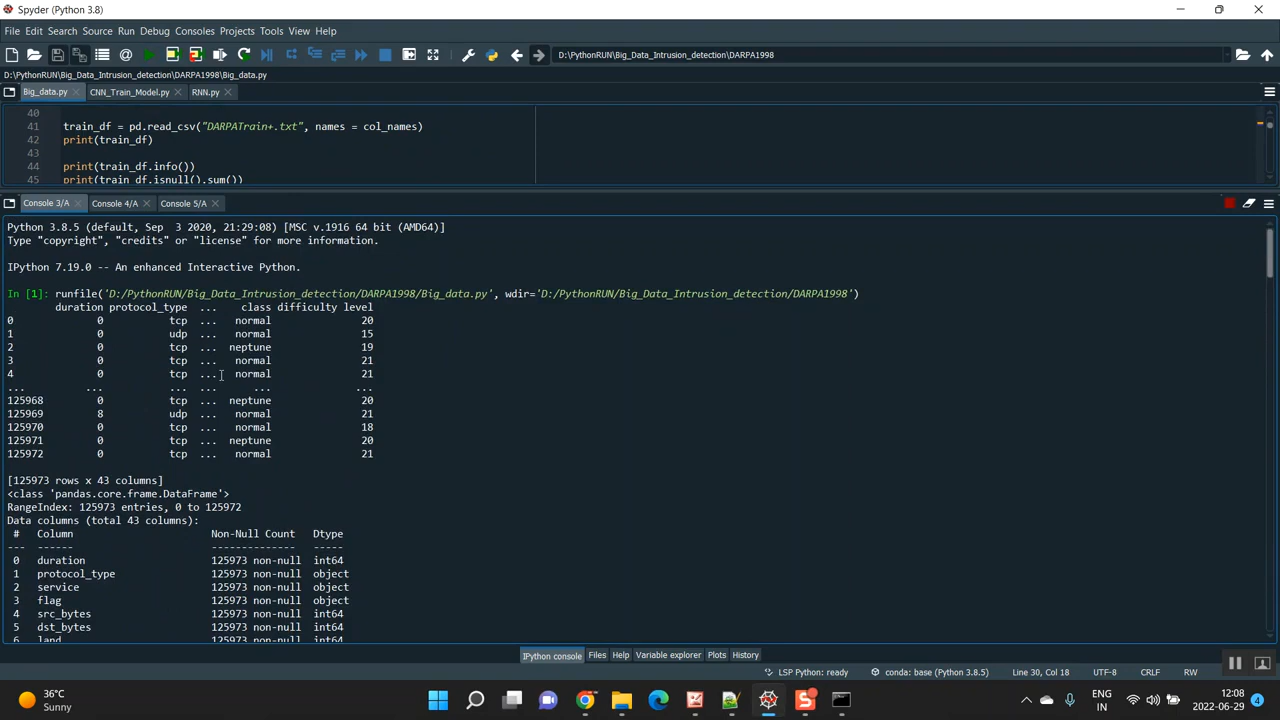 Spyder (Python 3.8)
File Edit Search Source Run Debug Consoles Projects Tools View Help
D:\PythonRUN\Big_Data_Intrusion_detection\DARPA1998
D:\PythonRUN\Big_Data_Intrusion_detection\DARPA1998\Big_data.py
Big_data.py CNN_Train_Model.py RNN.py
40
41 train_df = pd.read_csv("DARPATrain+.txt", names = col_names)
42 print(train_df)
43
44 print(train_df.info())
45 print(train_df.isnull().sum())
Console 3/A Console 4/A Console 5/A
Python 3.8.5 (default, Sep 3 2020, 21:29:08) [MSC v.1916 64 bit (AMD64)]
Type "copyright", "credits" or "license" for more information.
IPython 7.19.0 -- An enhanced Interactive Python.
In [1]: runfile('D:/PythonRUN/Big_Data_Intrusion_detection/DARPA1998/Big_data.py', wdir='D:/PythonRUN/Big_Data_Intrusion_detection/DARPA1998')
duration protocol_type ... class difficulty level
0 0 tcp ... normal 20
1 0 udp ... normal 15
2 0 tcp ... neptune 19
3 0 tcp ... normal 21
4 0 tcp ... normal 21
... ... ... ... ... ...
125968 0 tcp ... neptune 20
125969 8 udp ... normal 21
125970 0 tcp ... normal 18
125971 0 tcp ... neptune 20
125972 0 tcp ... normal 21
[125973 rows x 43 columns]
<class 'pandas.core.frame.DataFrame'>
RangeIndex: 125973 entries, 0 to 125972
Data columns (total 43 columns):
# Column Non-Null Count Dtype
--- ------ -------------- -----
0 duration 125973 non-null int64
1 protocol_type 125973 non-null object
2 service 125973 non-null object
3 flag 125973 non-null object
4 src_bytes 125973 non-null int64
5 dst_bytes 125973 non-null int64
6 land 125973 non-null int64
IPython console Files Help Variable explorer Plots History
LSP Python: ready conda: base (Python 3.8.5) Line 30, Col 18 UTF-8 CRLF RW
36°C
Sunny
ENG
IN
12:08
2022-06-29
4